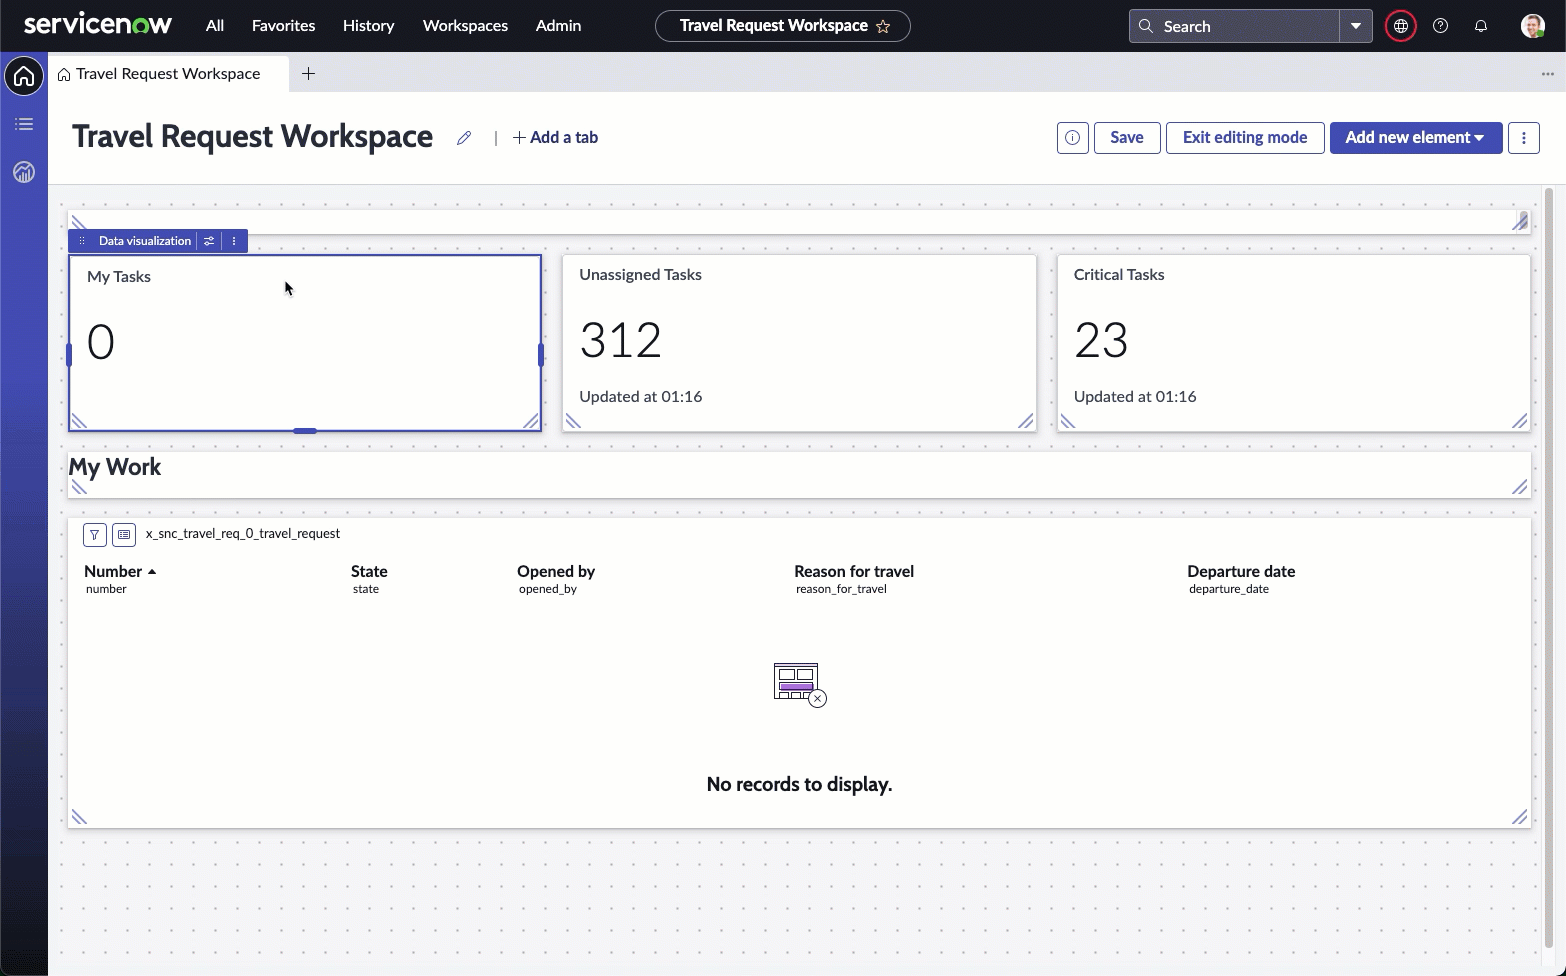 servicenow
All
Favorites
History
Workspaces
Admin
Travel Request Workspace
Search
Travel Request Workspace
Travel Request Workspace
Add a tab
Save
Exit editing mode
Add new element
Data visualization
My Tasks
0
Unassigned Tasks
312
Updated at 01:16
Critical Tasks
23
Updated at 01:16
My Work
x_snc_travel_req_0_travel_request
Number
State
Opened by
Reason for travel
Departure date
number
state
opened_by
reason_for_travel
departure_date
No records to display.